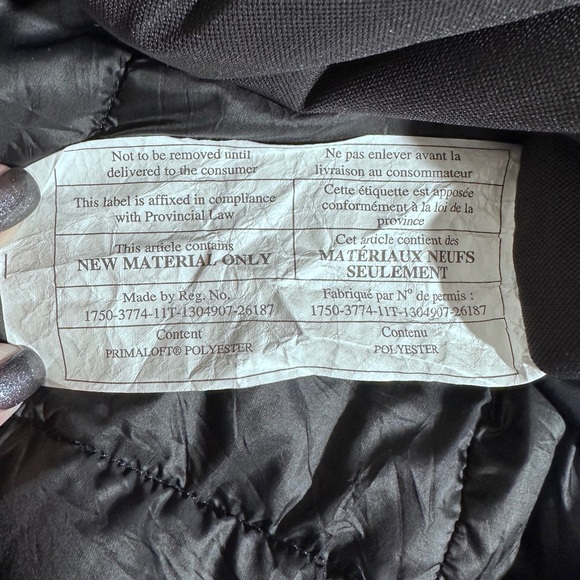 Not to be removed until
delivered to the consumer
Ne pas enlever avant la
livraison au consommateur
This label is affixed in compliance
with Provincial Law
Cette étiquette est apposée
conformément à la loi de la
province
This article contains
NEW MATERIAL ONLY
Cet article contient des
MATÉRIAUX NEUFS
SEULEMENT
Made by Reg. No.
1750-3774-11T-1304907-26187
Fabriqué par Nº de permis :
1750-3774-11T-1304907-26187
Content
PRIMALOFT® POLYESTER
Contenu
POLYESTER